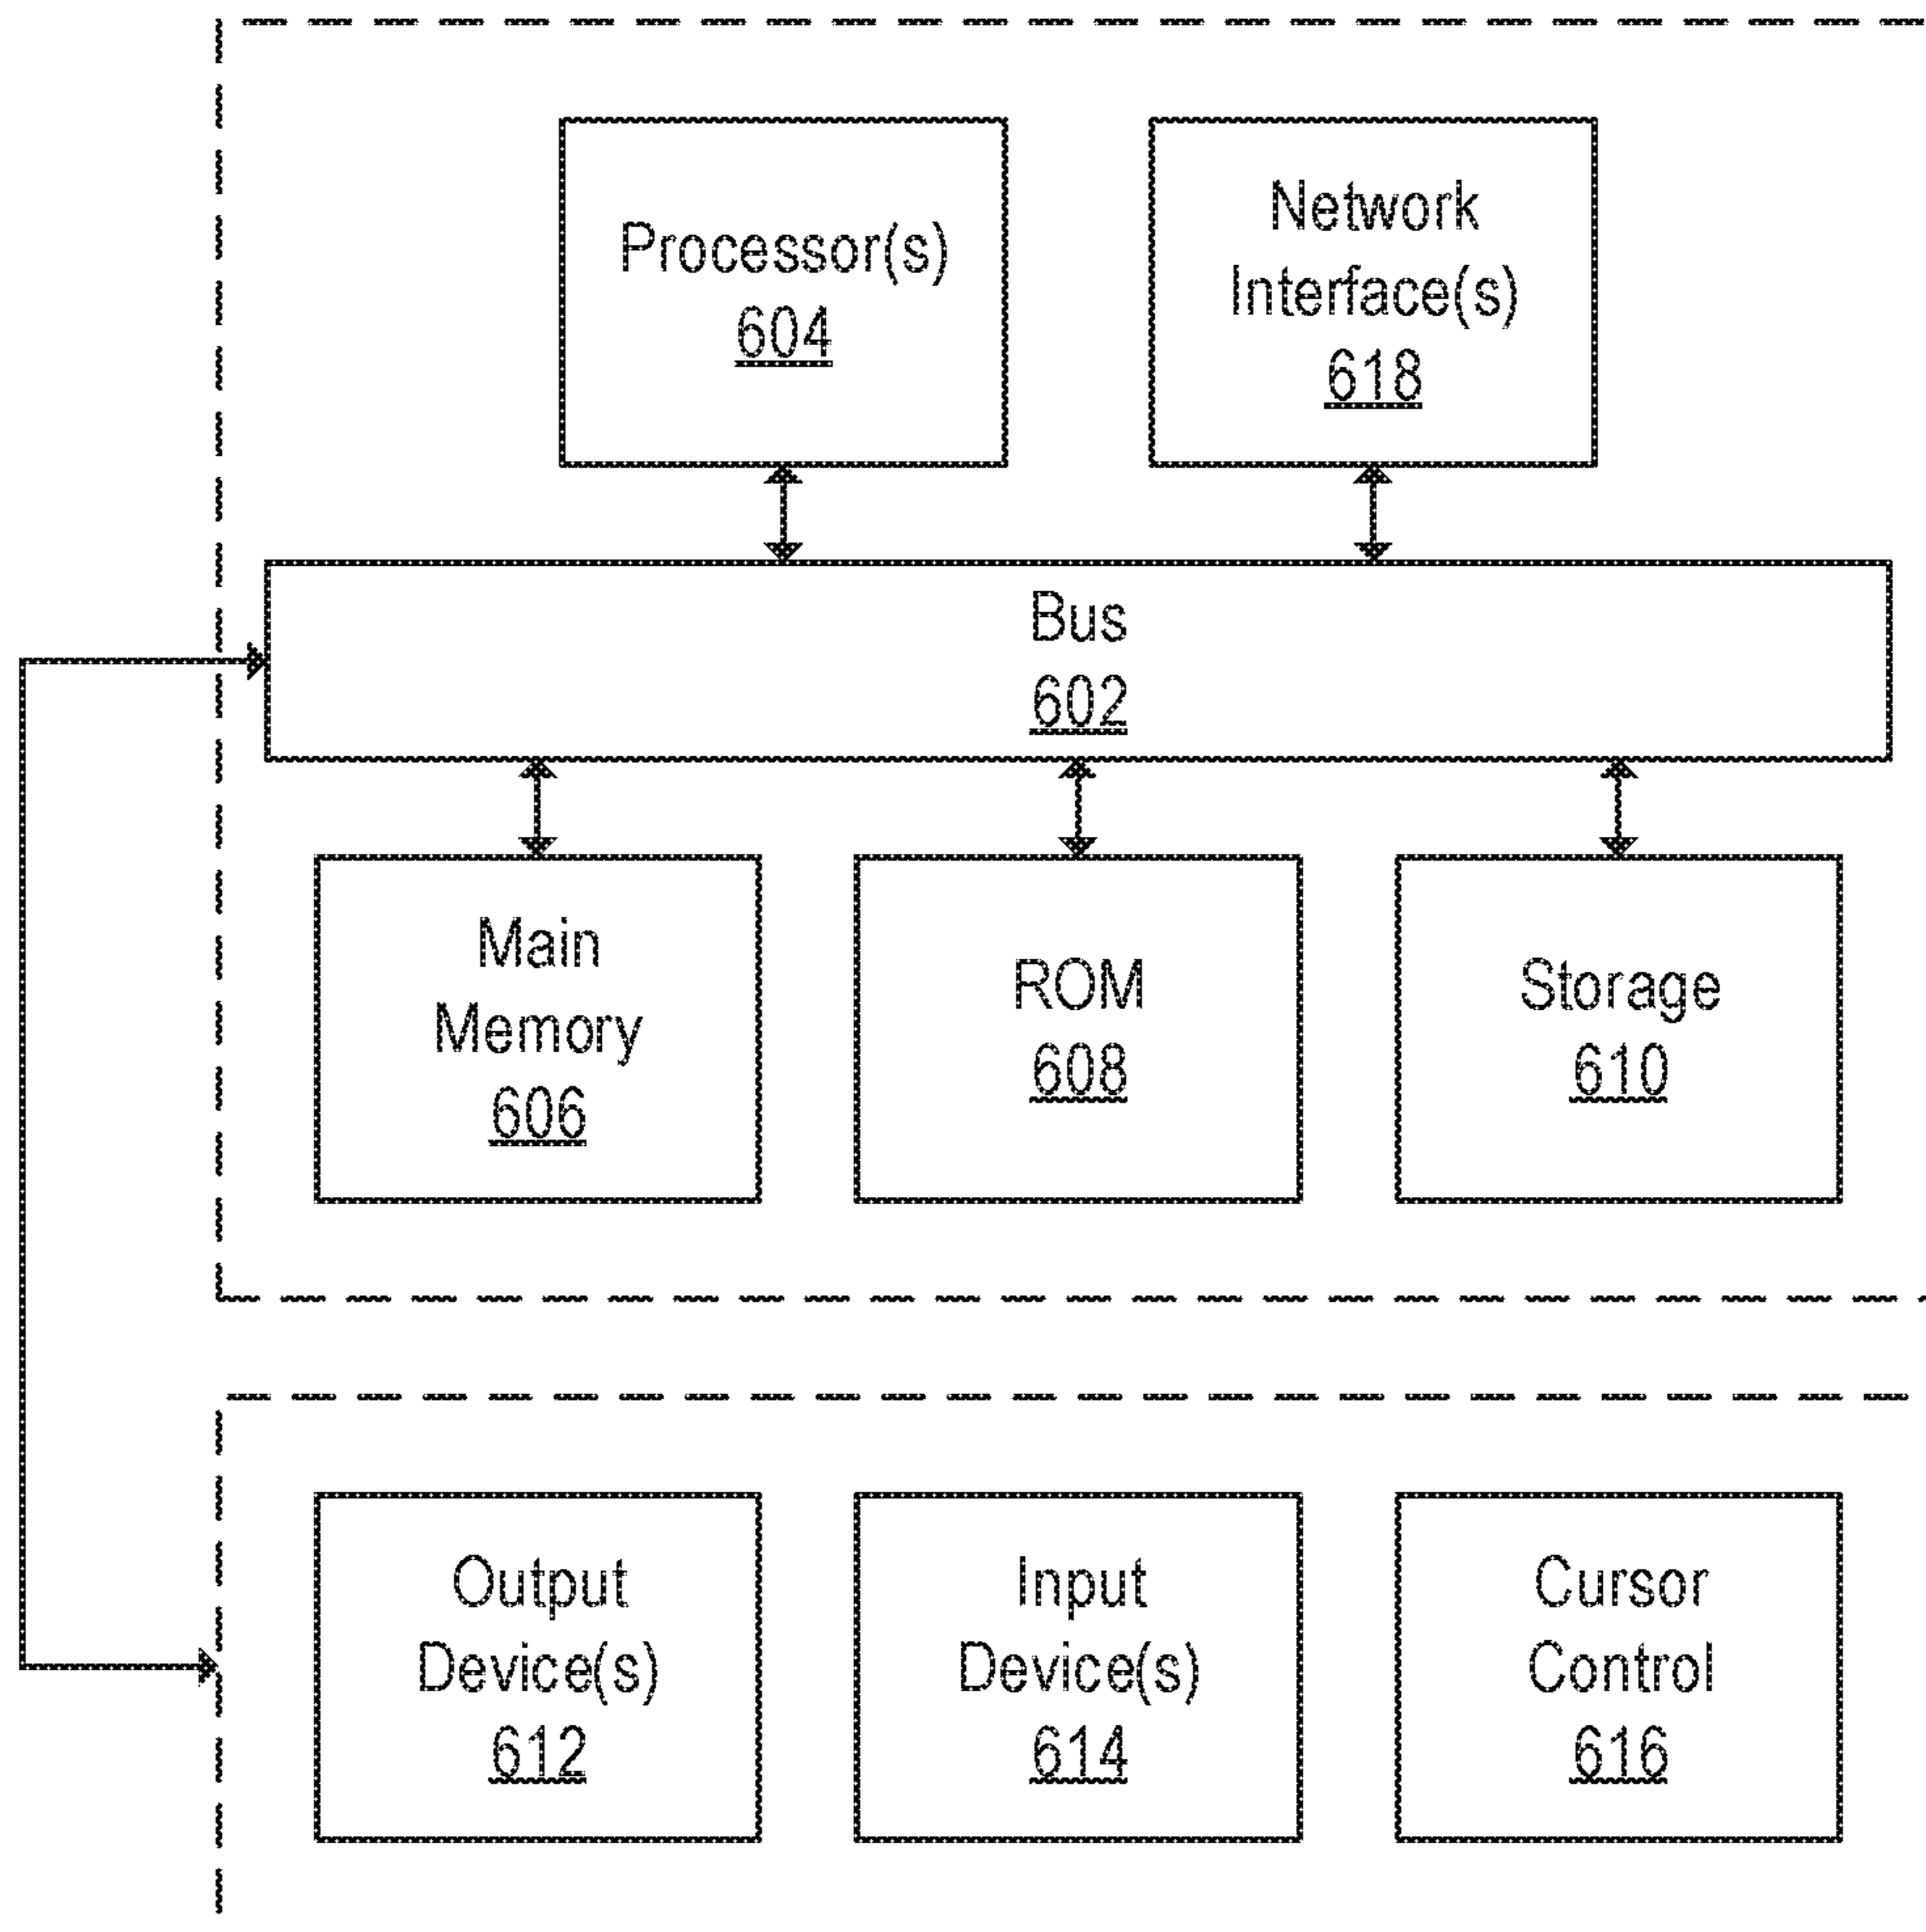 Processor(s)
604
Network
Interface(s)
618
Bus
602
Main
Memory
606
ROM
608
Storage
610
Output
Device(s)
612
Input
Device(s)
614
Cursor
Control
616